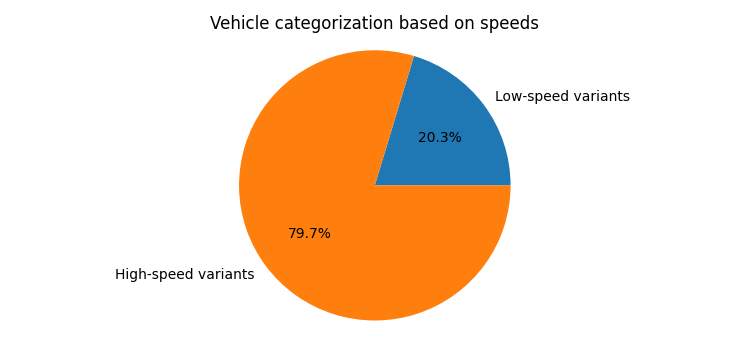 Vehicle categorization based on speeds
Low-speed variants
20.3%
79.7%
High-speed variants